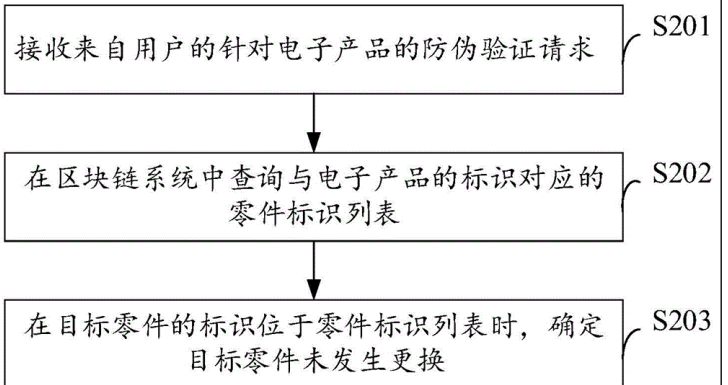 接收来自用户的针对电子产品的防伪验证请求
S201
在区块链系统中查询与电子产品的标识对应的
零件标识列表
S202
在目标零件的标识位于零件标识列表时，确定
目标零件未发生更换
S203